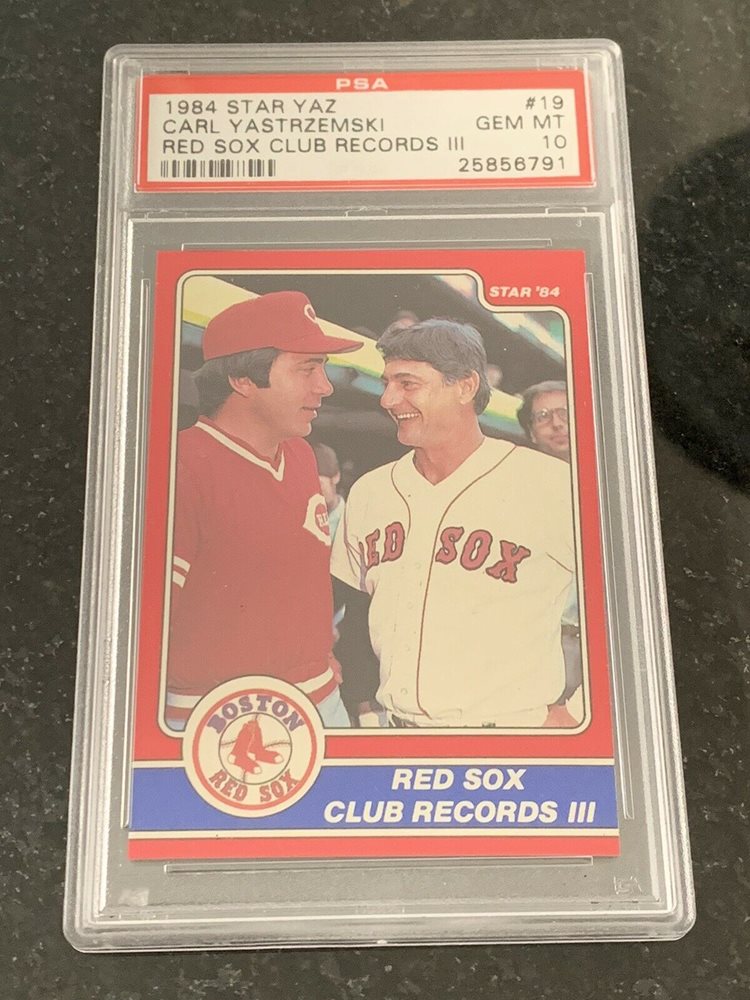 PSA
1984 STAR YAZ #19
CARL YASTRZEMSKI GEM MT
RED SOX CLUB RECORDS III 10
25856791
STAR '84
ED SOX
BOSTON
RED SOX
RED SOX
CLUB RECORDS III